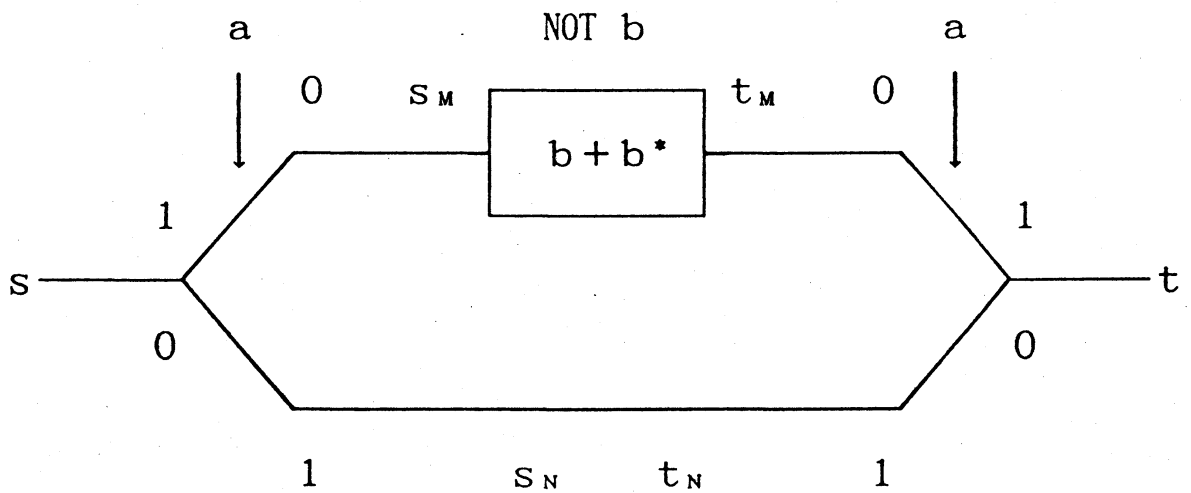 a NOT b a
0 s_M t_M 0
b + b*
1 1
s t
0 0
1 s_N t_N 1